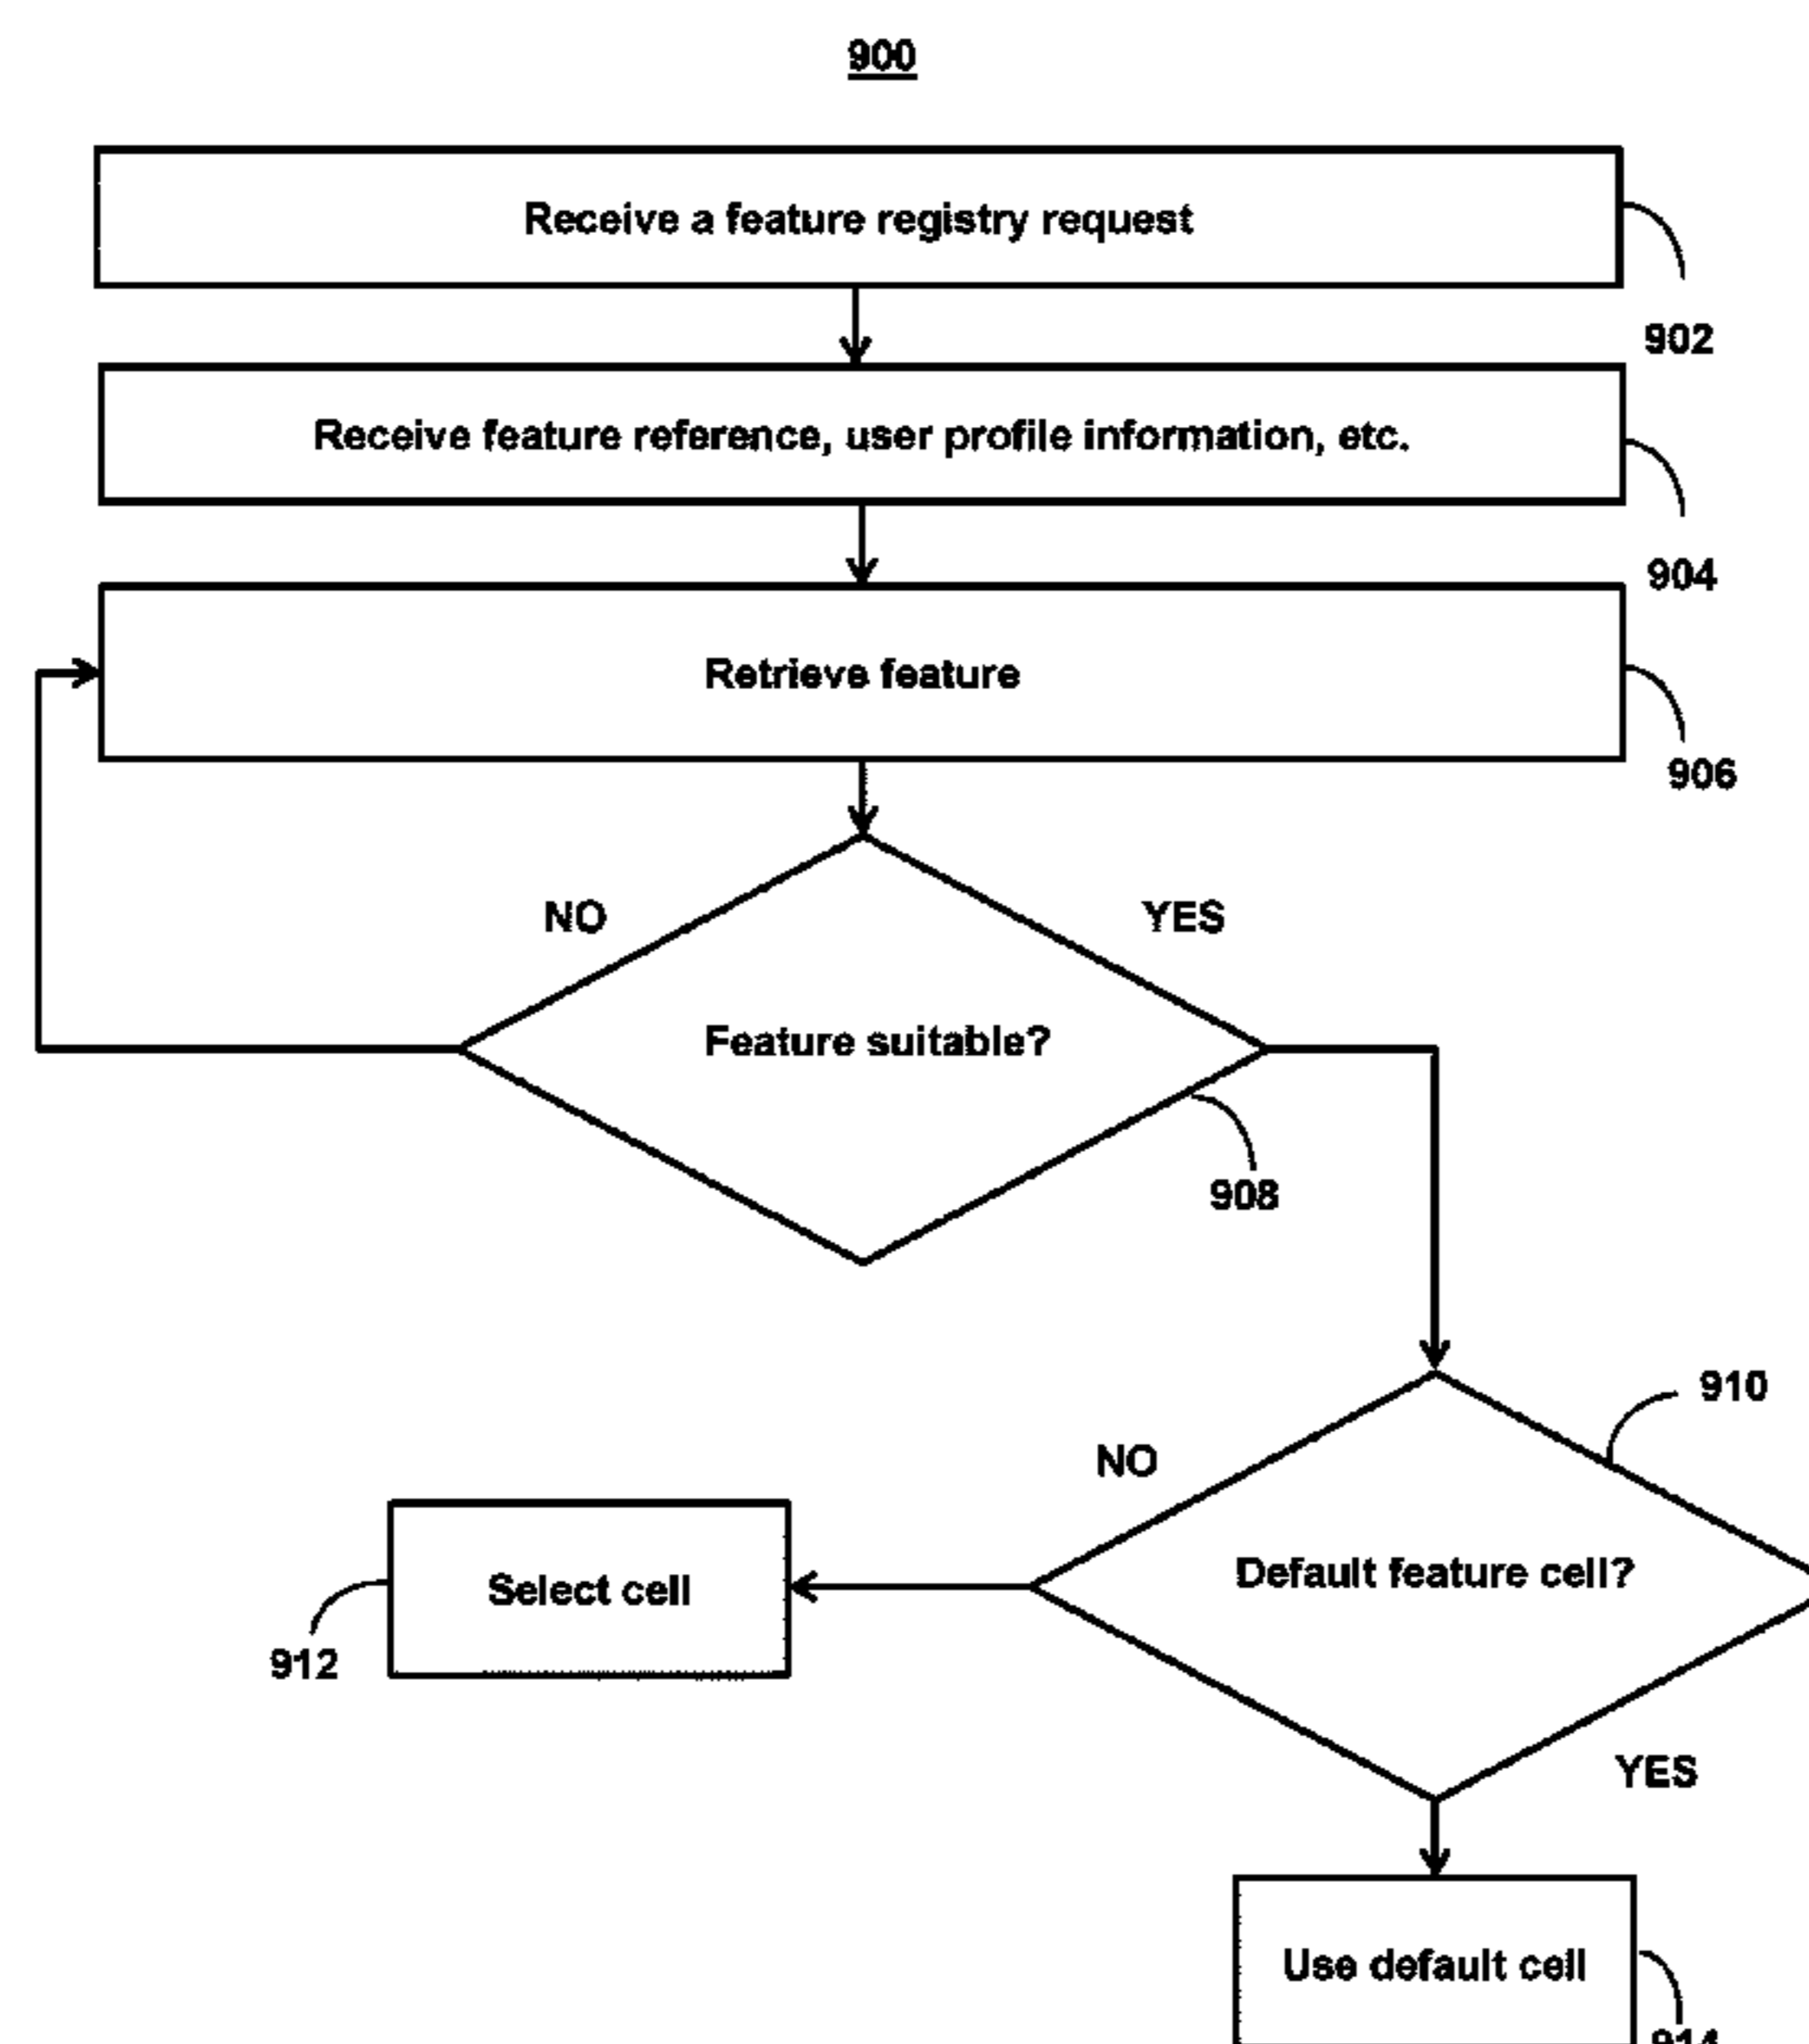 900
Receive a feature registry request
902
Receive feature reference, user profile information, etc.
904
Retrieve feature
906
NO
YES
Feature suitable?
908
910
NO
Default feature cell?
Select cell
912
YES
Use default cell
914